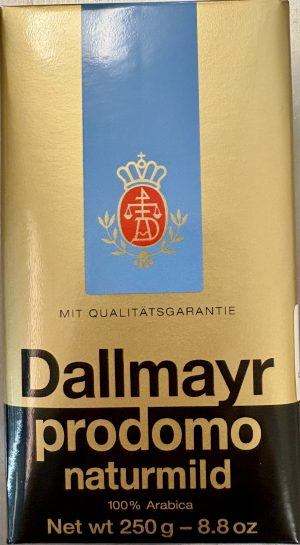 MIT QUALITÄTSGARANTIE
Dallmayr
prodomo
naturmild
100% Arabica
Net wt 250 g – 8.8 oz